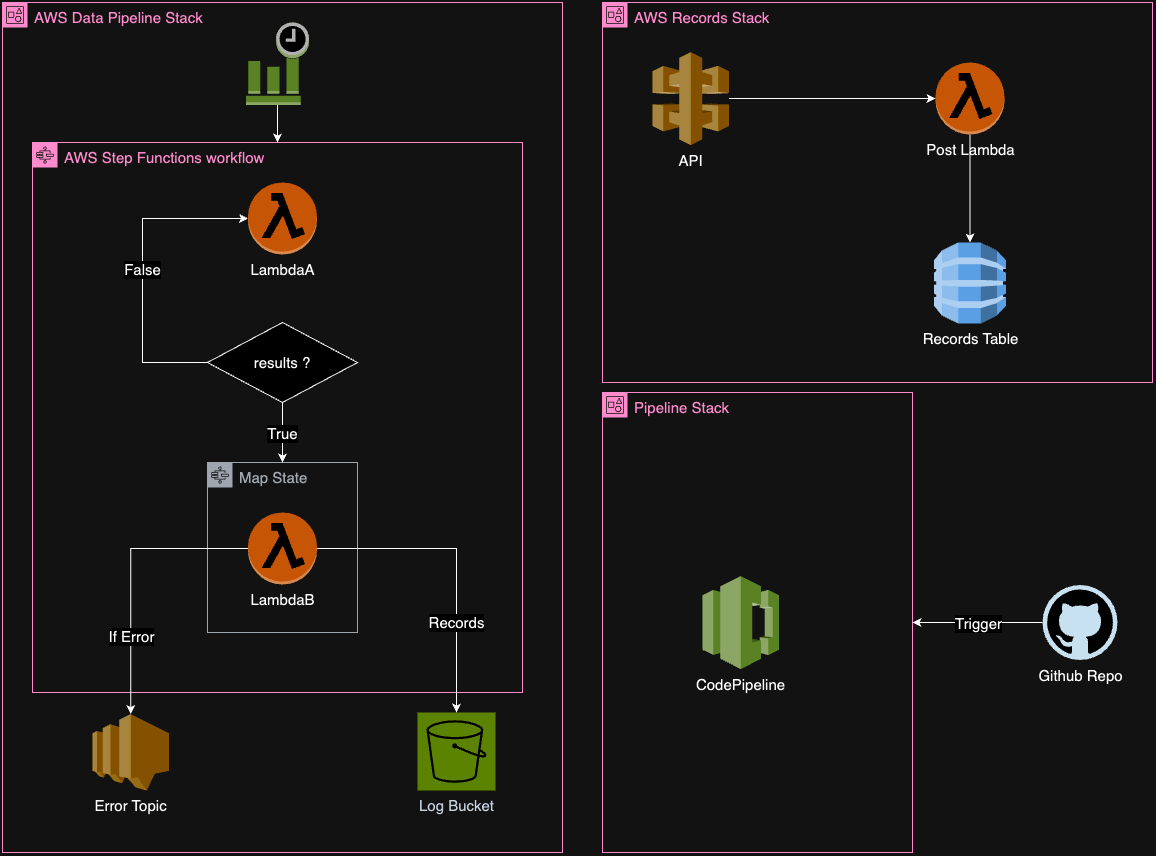 AWS Data Pipeline Stack
AWS Step Functions workflow
LambdaA
False
results ?
True
Map State
LambdaB
If Error
Records
Error Topic
Log Bucket
AWS Records Stack
API
Post Lambda
Records Table
Pipeline Stack
CodePipeline
Trigger
Github Repo